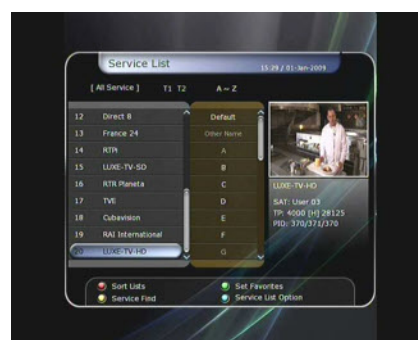 Service List
15:29 / 01-Jan-2009
[ All Service ] T1 T2 A ~ Z
12 Direct 8
13 France 24
14 RTPi
15 LUXE-TV-SD
16 RTR Planeta
17 TVE
18 Cubavision
19 RAI International
20 LUXE-TV-HD
Default
Other Name
A
B
C
D
E
F
G
LUXE-TV-HD
SAT: User 03
TP: 4000 [H] 28125
PID: 370/371/370
Sort Lists
Set Favorites
Service Find
Service List Option